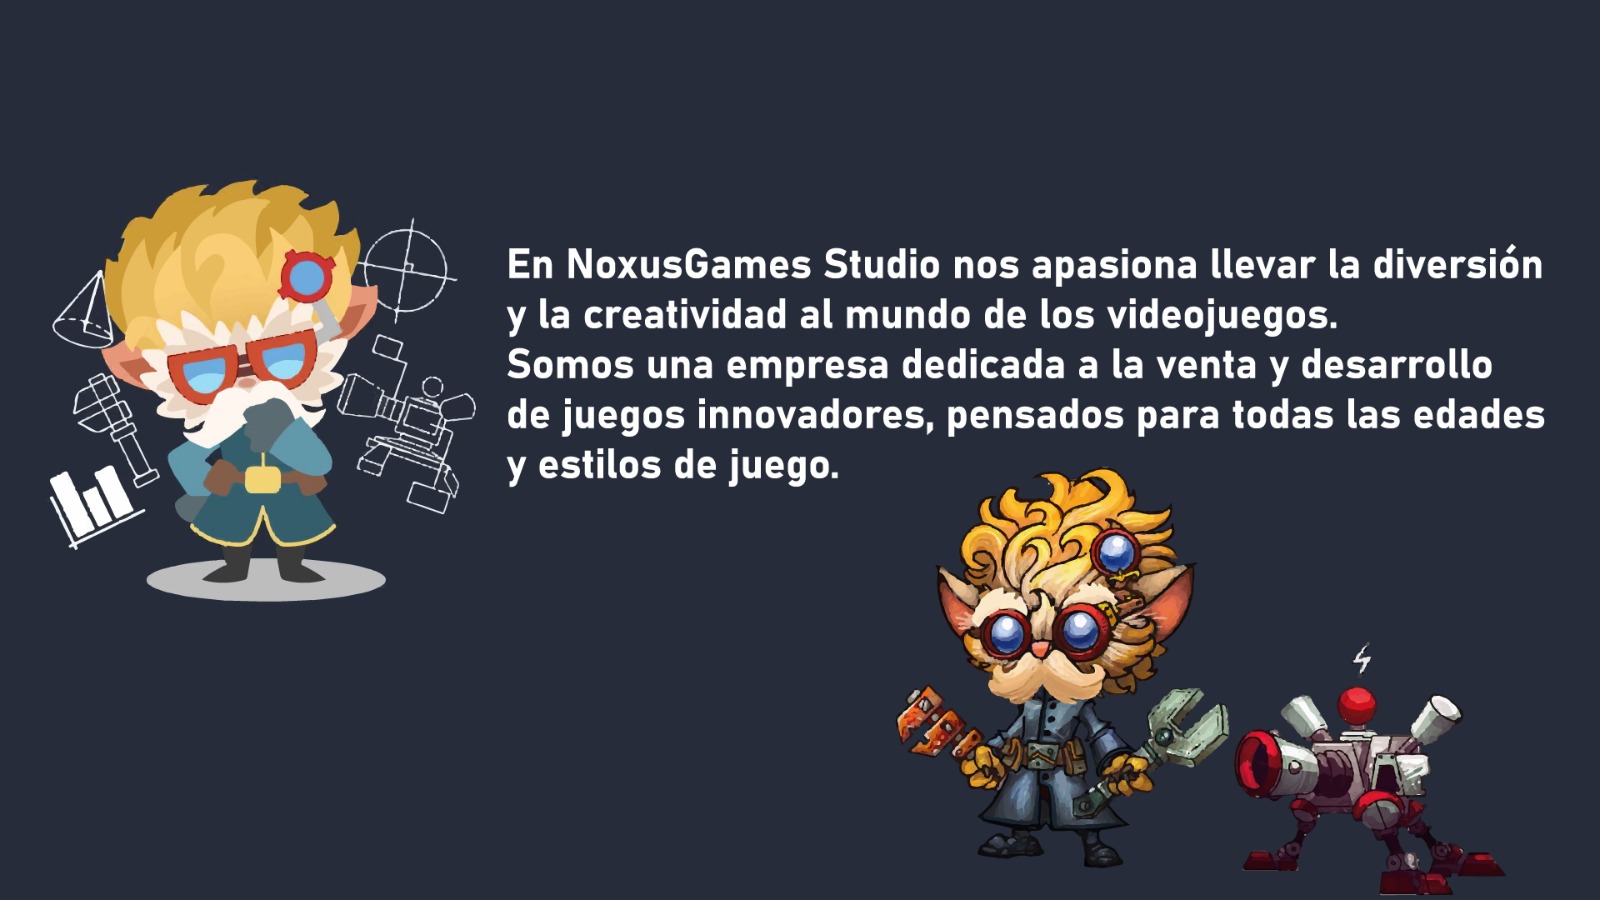 En NoxusGames Studio nos apasiona llevar la diversión
y la creatividad al mundo de los videojuegos.
Somos una empresa dedicada a la venta y desarrollo
de juegos innovadores, pensados para todas las edades
y estilos de juego.